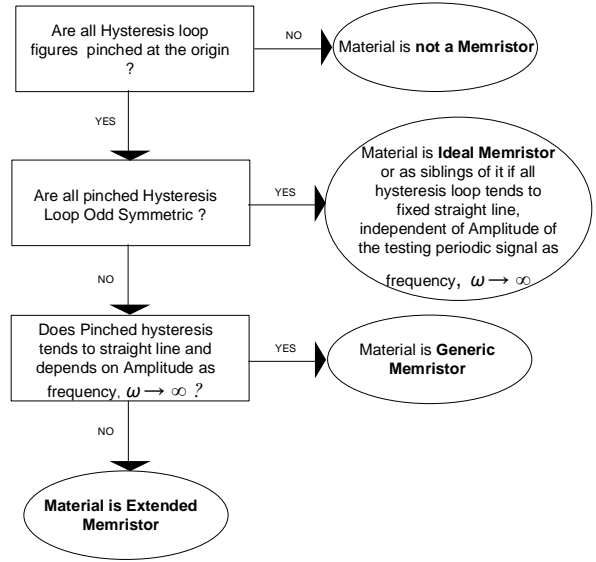 Are all Hysteresis loop
figures pinched at the origin
?
NO
Material is not a Memristor
YES
Are all pinched Hysteresis
Loop Odd Symmetric ?
YES
Material is Ideal Memristor
or as siblings of it if all
hysteresis loop tends to
fixed straight line,
independent of Amplitude of
the testing periodic signal as
frequency, ω → ∞
NO
Does Pinched hysteresis
tends to straight line and
depends on Amplitude as
frequency, ω → ∞ ?
YES
Material is Generic
Memristor
NO
Material is Extended
Memristor